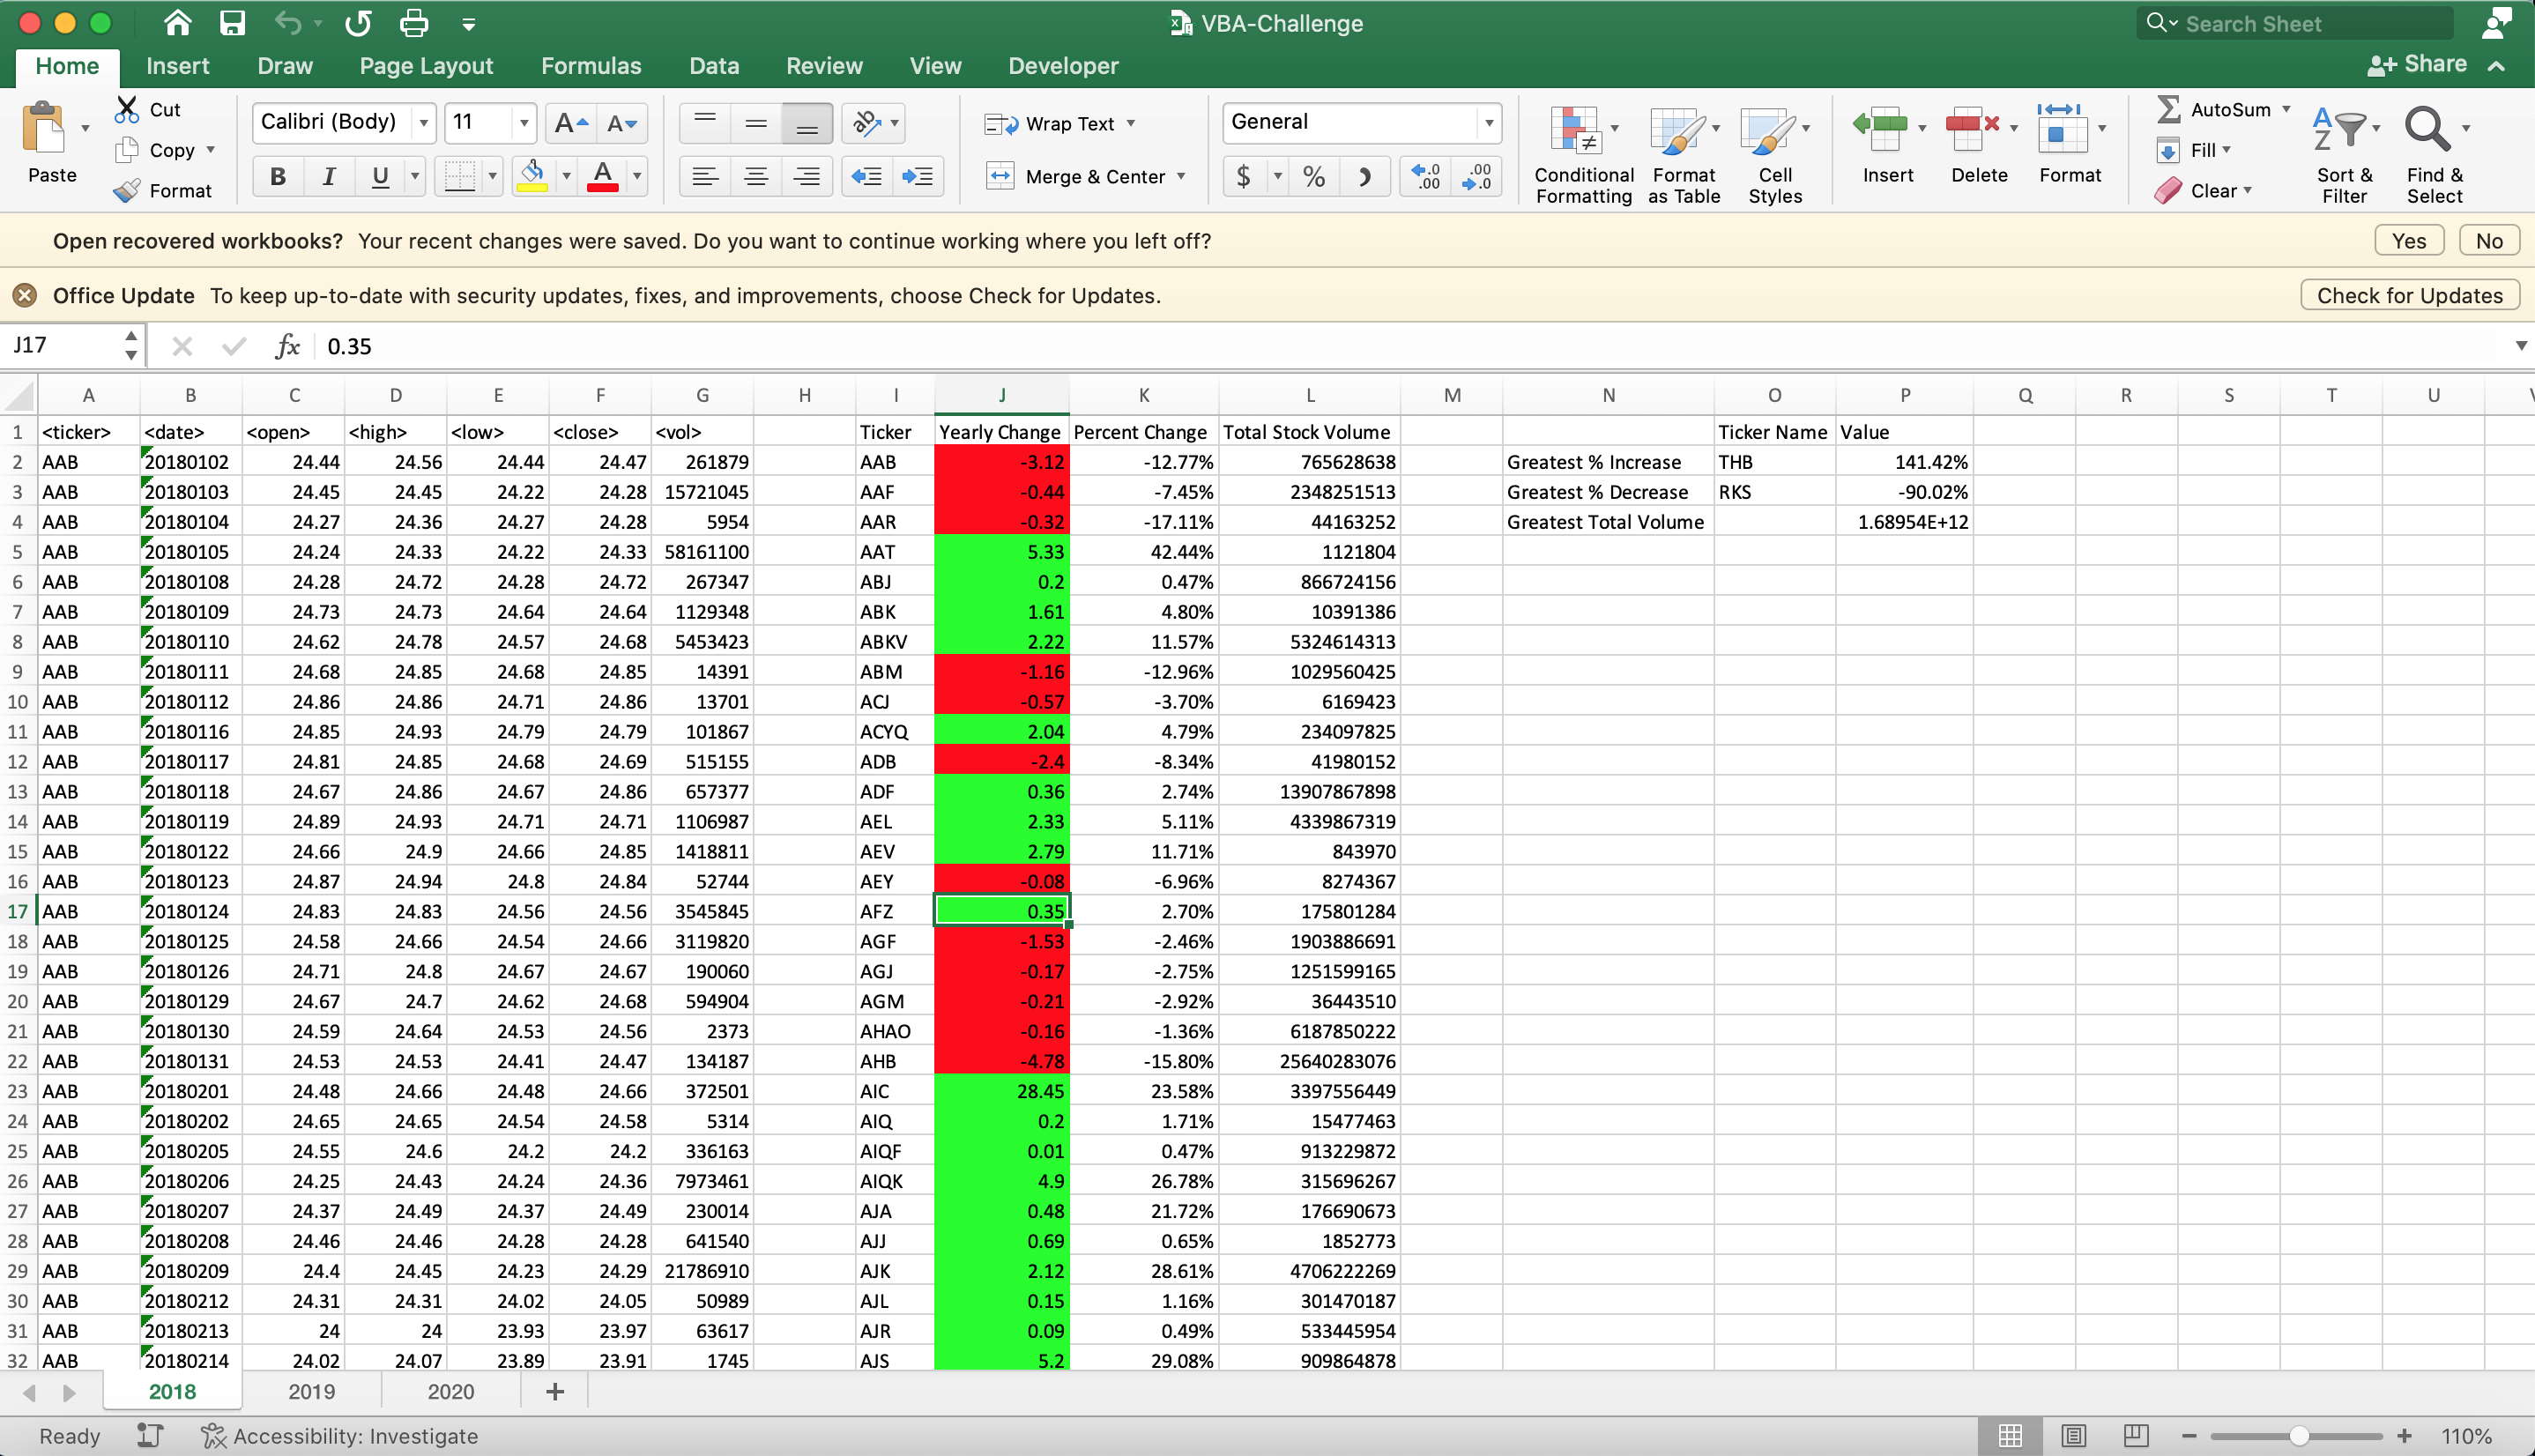 VBA-Challenge
Search Sheet
Home Insert Draw Page Layout Formulas Data Review View Developer
Share
Paste
Cut
Copy
Format
Calibri (Body) 11 A A
B I U A
ab
Wrap Text
Merge & Center
General
$ % )
.0 .00 .00 .0
Conditional Formatting
Format as Table
Cell Styles
Insert
Delete
Format
AutoSum
Fill
Clear
Sort & Filter
Find & Select
Open recovered workbooks? Your recent changes were saved. Do you want to continue working where you left off? Yes No
Office Update To keep up-to-date with security updates, fixes, and improvements, choose Check for Updates. Check for Updates
J17 fx 0.35
A B C D E F G H I J K L M N O P Q R S T U
1 <ticker> <date> <open> <high> <low> <close> <vol> Ticker Yearly Change Percent Change Total Stock Volume Ticker Name Value
2 AAB 20180102 24.44 24.56 24.44 24.47 261879 AAB -3.12 -12.77% 765628638 Greatest % Increase THB 141.42%
3 AAB 20180103 24.45 24.45 24.22 24.28 15721045 AAF -0.44 -7.45% 2348251513 Greatest % Decrease RKS -90.02%
4 AAB 20180104 24.27 24.36 24.27 24.28 5954 AAR -0.32 -17.11% 44163252 Greatest Total Volume 1.68954E+12
5 AAB 20180105 24.24 24.33 24.22 24.33 58161100 AAT 5.33 42.44% 1121804
6 AAB 20180108 24.28 24.72 24.28 24.72 267347 ABJ 0.2 0.47% 866724156
7 AAB 20180109 24.73 24.73 24.64 24.64 1129348 ABK 1.61 4.80% 10391386
8 AAB 20180110 24.62 24.78 24.57 24.68 5453423 ABKV 2.22 11.57% 5324614313
9 AAB 20180111 24.68 24.85 24.68 24.85 14391 ABM -1.16 -12.96% 1029560425
10 AAB 20180112 24.86 24.86 24.71 24.86 13701 ACJ -0.57 -3.70% 6169423
11 AAB 20180116 24.85 24.93 24.79 24.79 101867 ACYQ 2.04 4.79% 234097825
12 AAB 20180117 24.81 24.85 24.68 24.69 515155 ADB -2.4 -8.34% 41980152
13 AAB 20180118 24.67 24.86 24.67 24.86 657377 ADF 0.36 2.74% 13907867898
14 AAB 20180119 24.89 24.93 24.71 24.71 1106987 AEL 2.33 5.11% 4339867319
15 AAB 20180122 24.66 24.9 24.66 24.85 1418811 AEV 2.79 11.71% 843970
16 AAB 20180123 24.87 24.94 24.8 24.84 52744 AEY -0.08 -6.96% 8274367
17 AAB 20180124 24.83 24.83 24.56 24.56 3545845 AFZ 0.35 2.70% 175801284
18 AAB 20180125 24.58 24.66 24.54 24.66 3119820 AGF -1.53 -2.46% 1903886691
19 AAB 20180126 24.71 24.8 24.67 24.67 190060 AGJ -0.17 -2.75% 1251599165
20 AAB 20180129 24.67 24.7 24.62 24.68 594904 AGM -0.21 -2.92% 36443510
21 AAB 20180130 24.59 24.64 24.53 24.56 2373 AHAO -0.16 -1.36% 6187850222
22 AAB 20180131 24.53 24.53 24.41 24.47 134187 AHB -4.78 -15.80% 25640283076
23 AAB 20180201 24.48 24.66 24.48 24.66 372501 AIC 28.45 23.58% 3397556449
24 AAB 20180202 24.65 24.65 24.54 24.58 5314 AIQ 0.2 1.71% 15477463
25 AAB 20180205 24.55 24.6 24.2 24.2 336163 AIQF 0.01 0.47% 913229872
26 AAB 20180206 24.25 24.43 24.24 24.36 7973461 AIQK 4.9 26.78% 315696267
27 AAB 20180207 24.37 24.49 24.37 24.49 230014 AJA 0.48 21.72% 176690673
28 AAB 20180208 24.46 24.46 24.28 24.28 641540 AJJ 0.69 0.65% 1852773
29 AAB 20180209 24.4 24.45 24.23 24.29 21786910 AJK 2.12 28.61% 4706222269
30 AAB 20180212 24.31 24.31 24.02 24.05 50989 AJL 0.15 1.16% 301470187
31 AAB 20180213 24 24 23.93 23.97 63617 AJR 0.09 0.49% 533445954
32 AAB 20180214 24.02 24.07 23.89 23.91 1745 AJS 5.2 29.08% 909864878
2018 2019 2020 +
Ready Accessibility: Investigate 110%